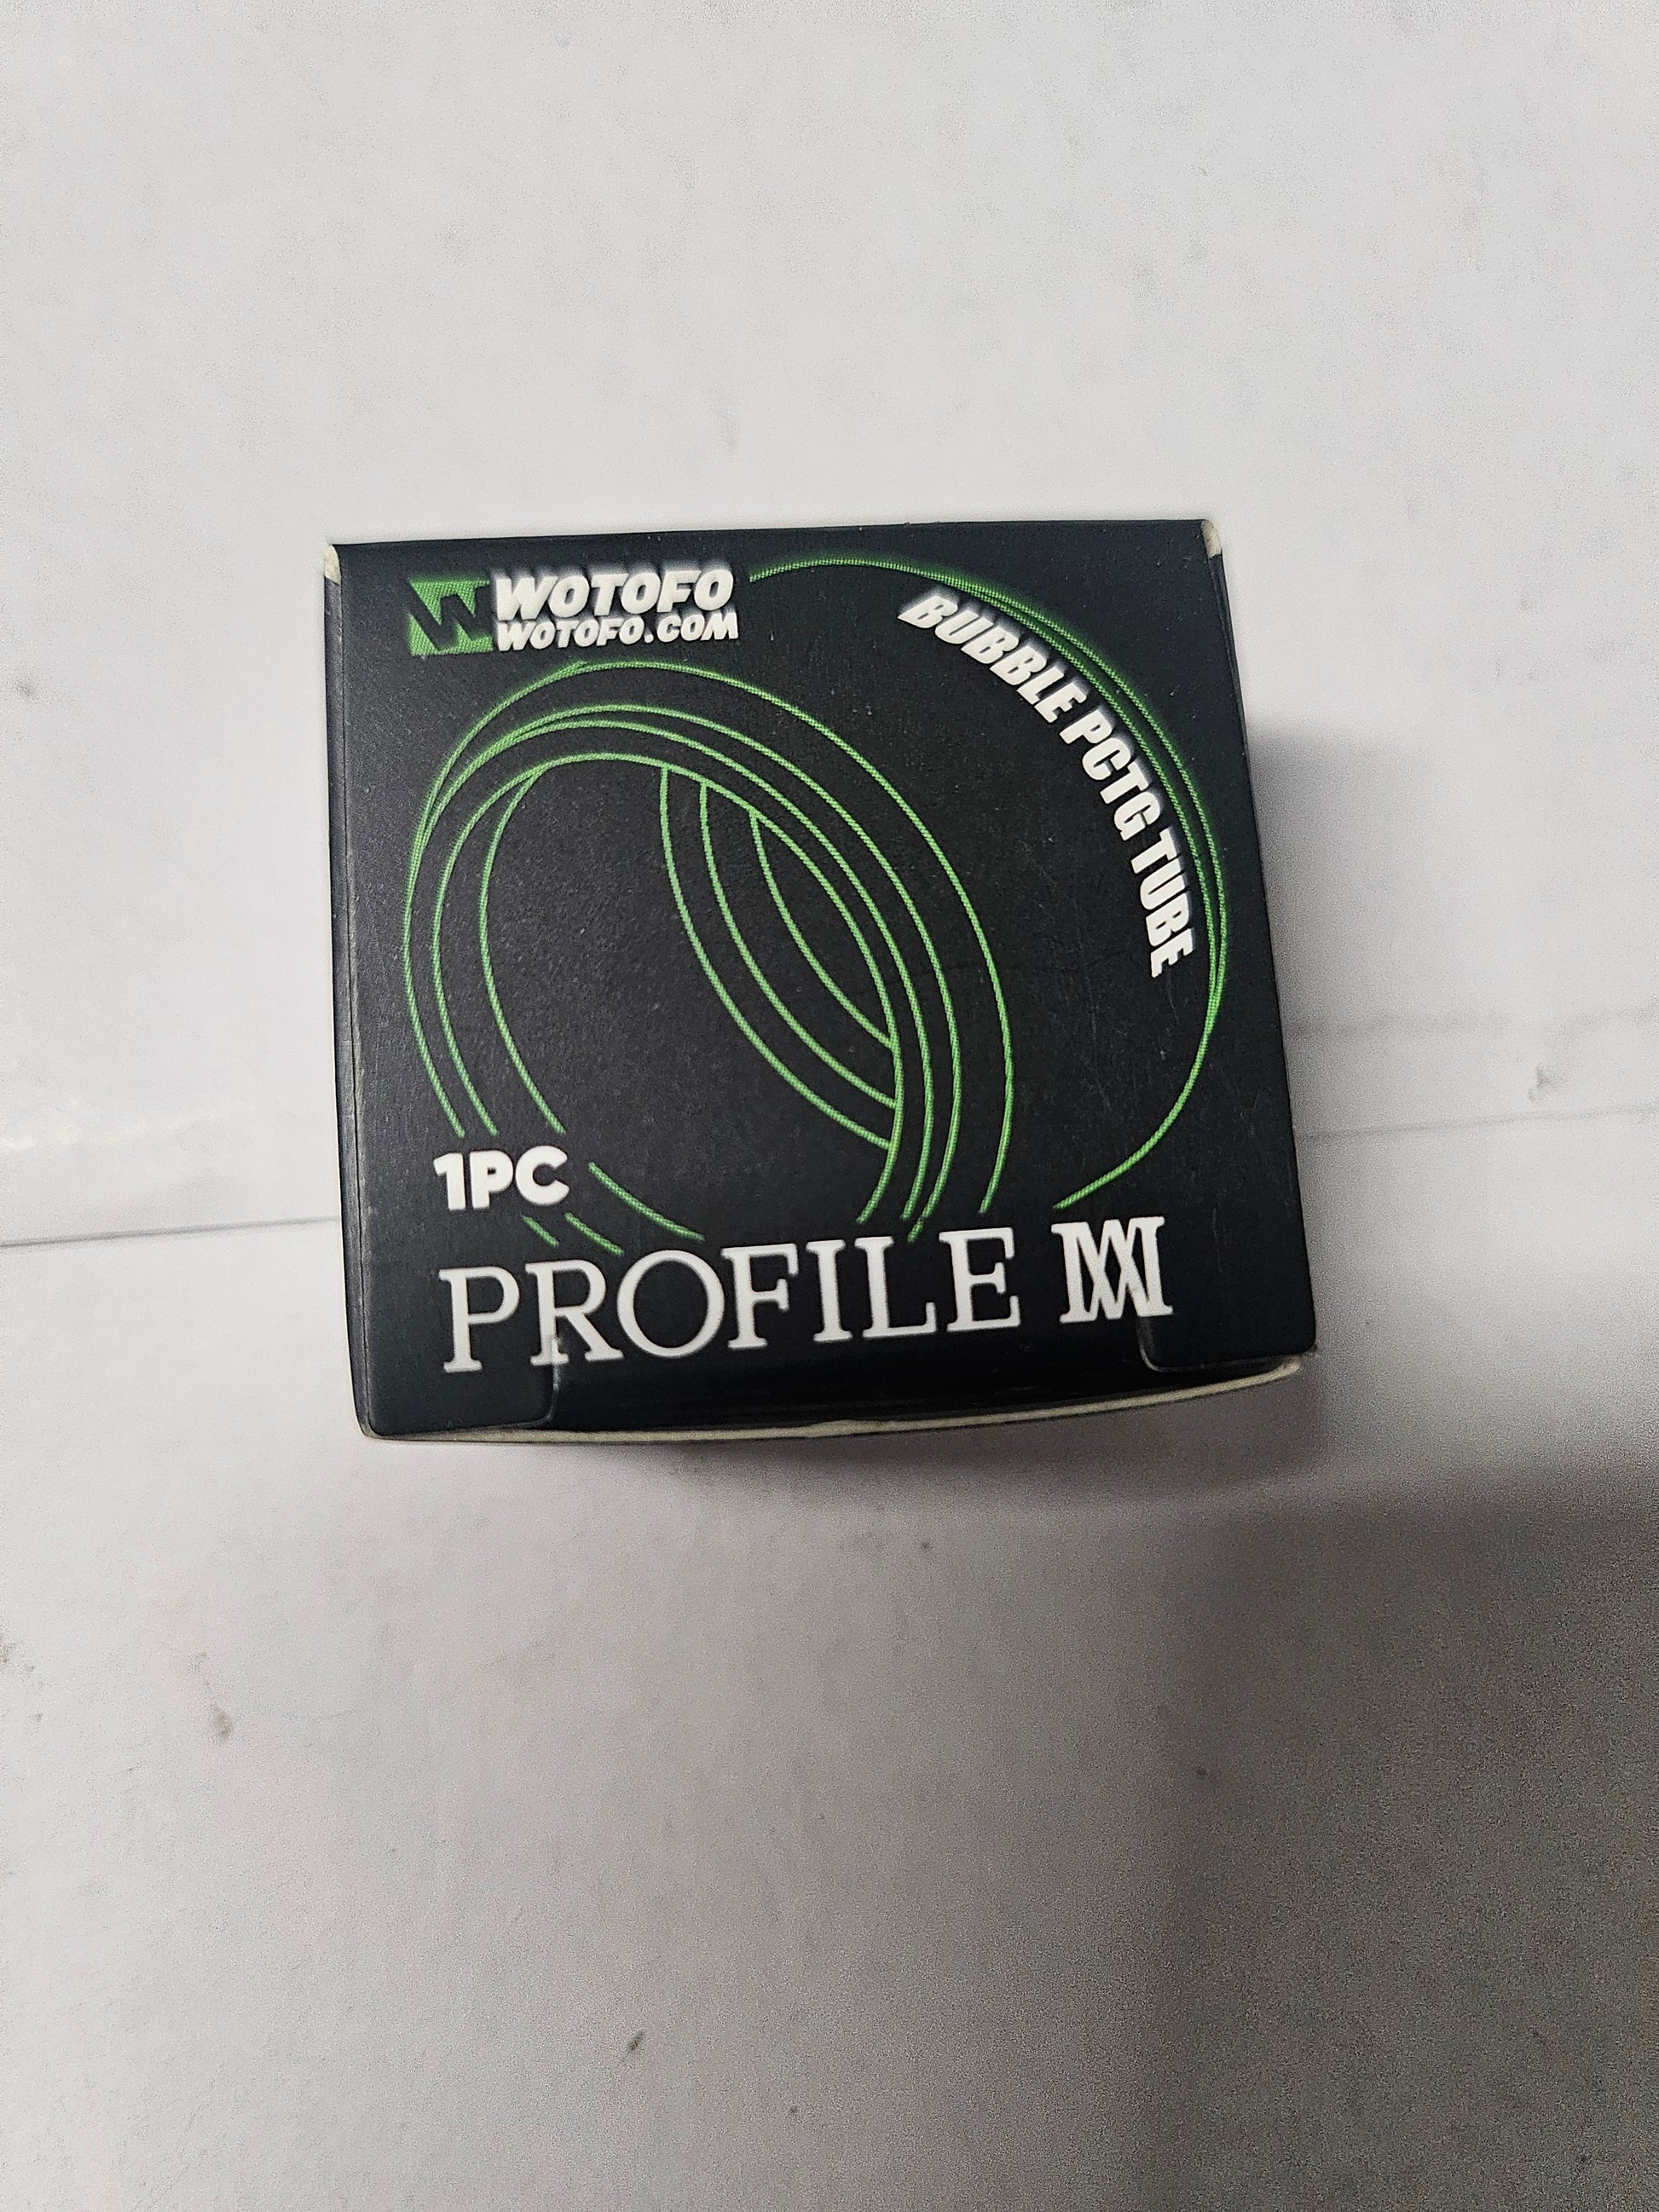 WOTOFO
WOTOFO.COM
BUBBLE PCTG TUBE
1PC
PROFILE